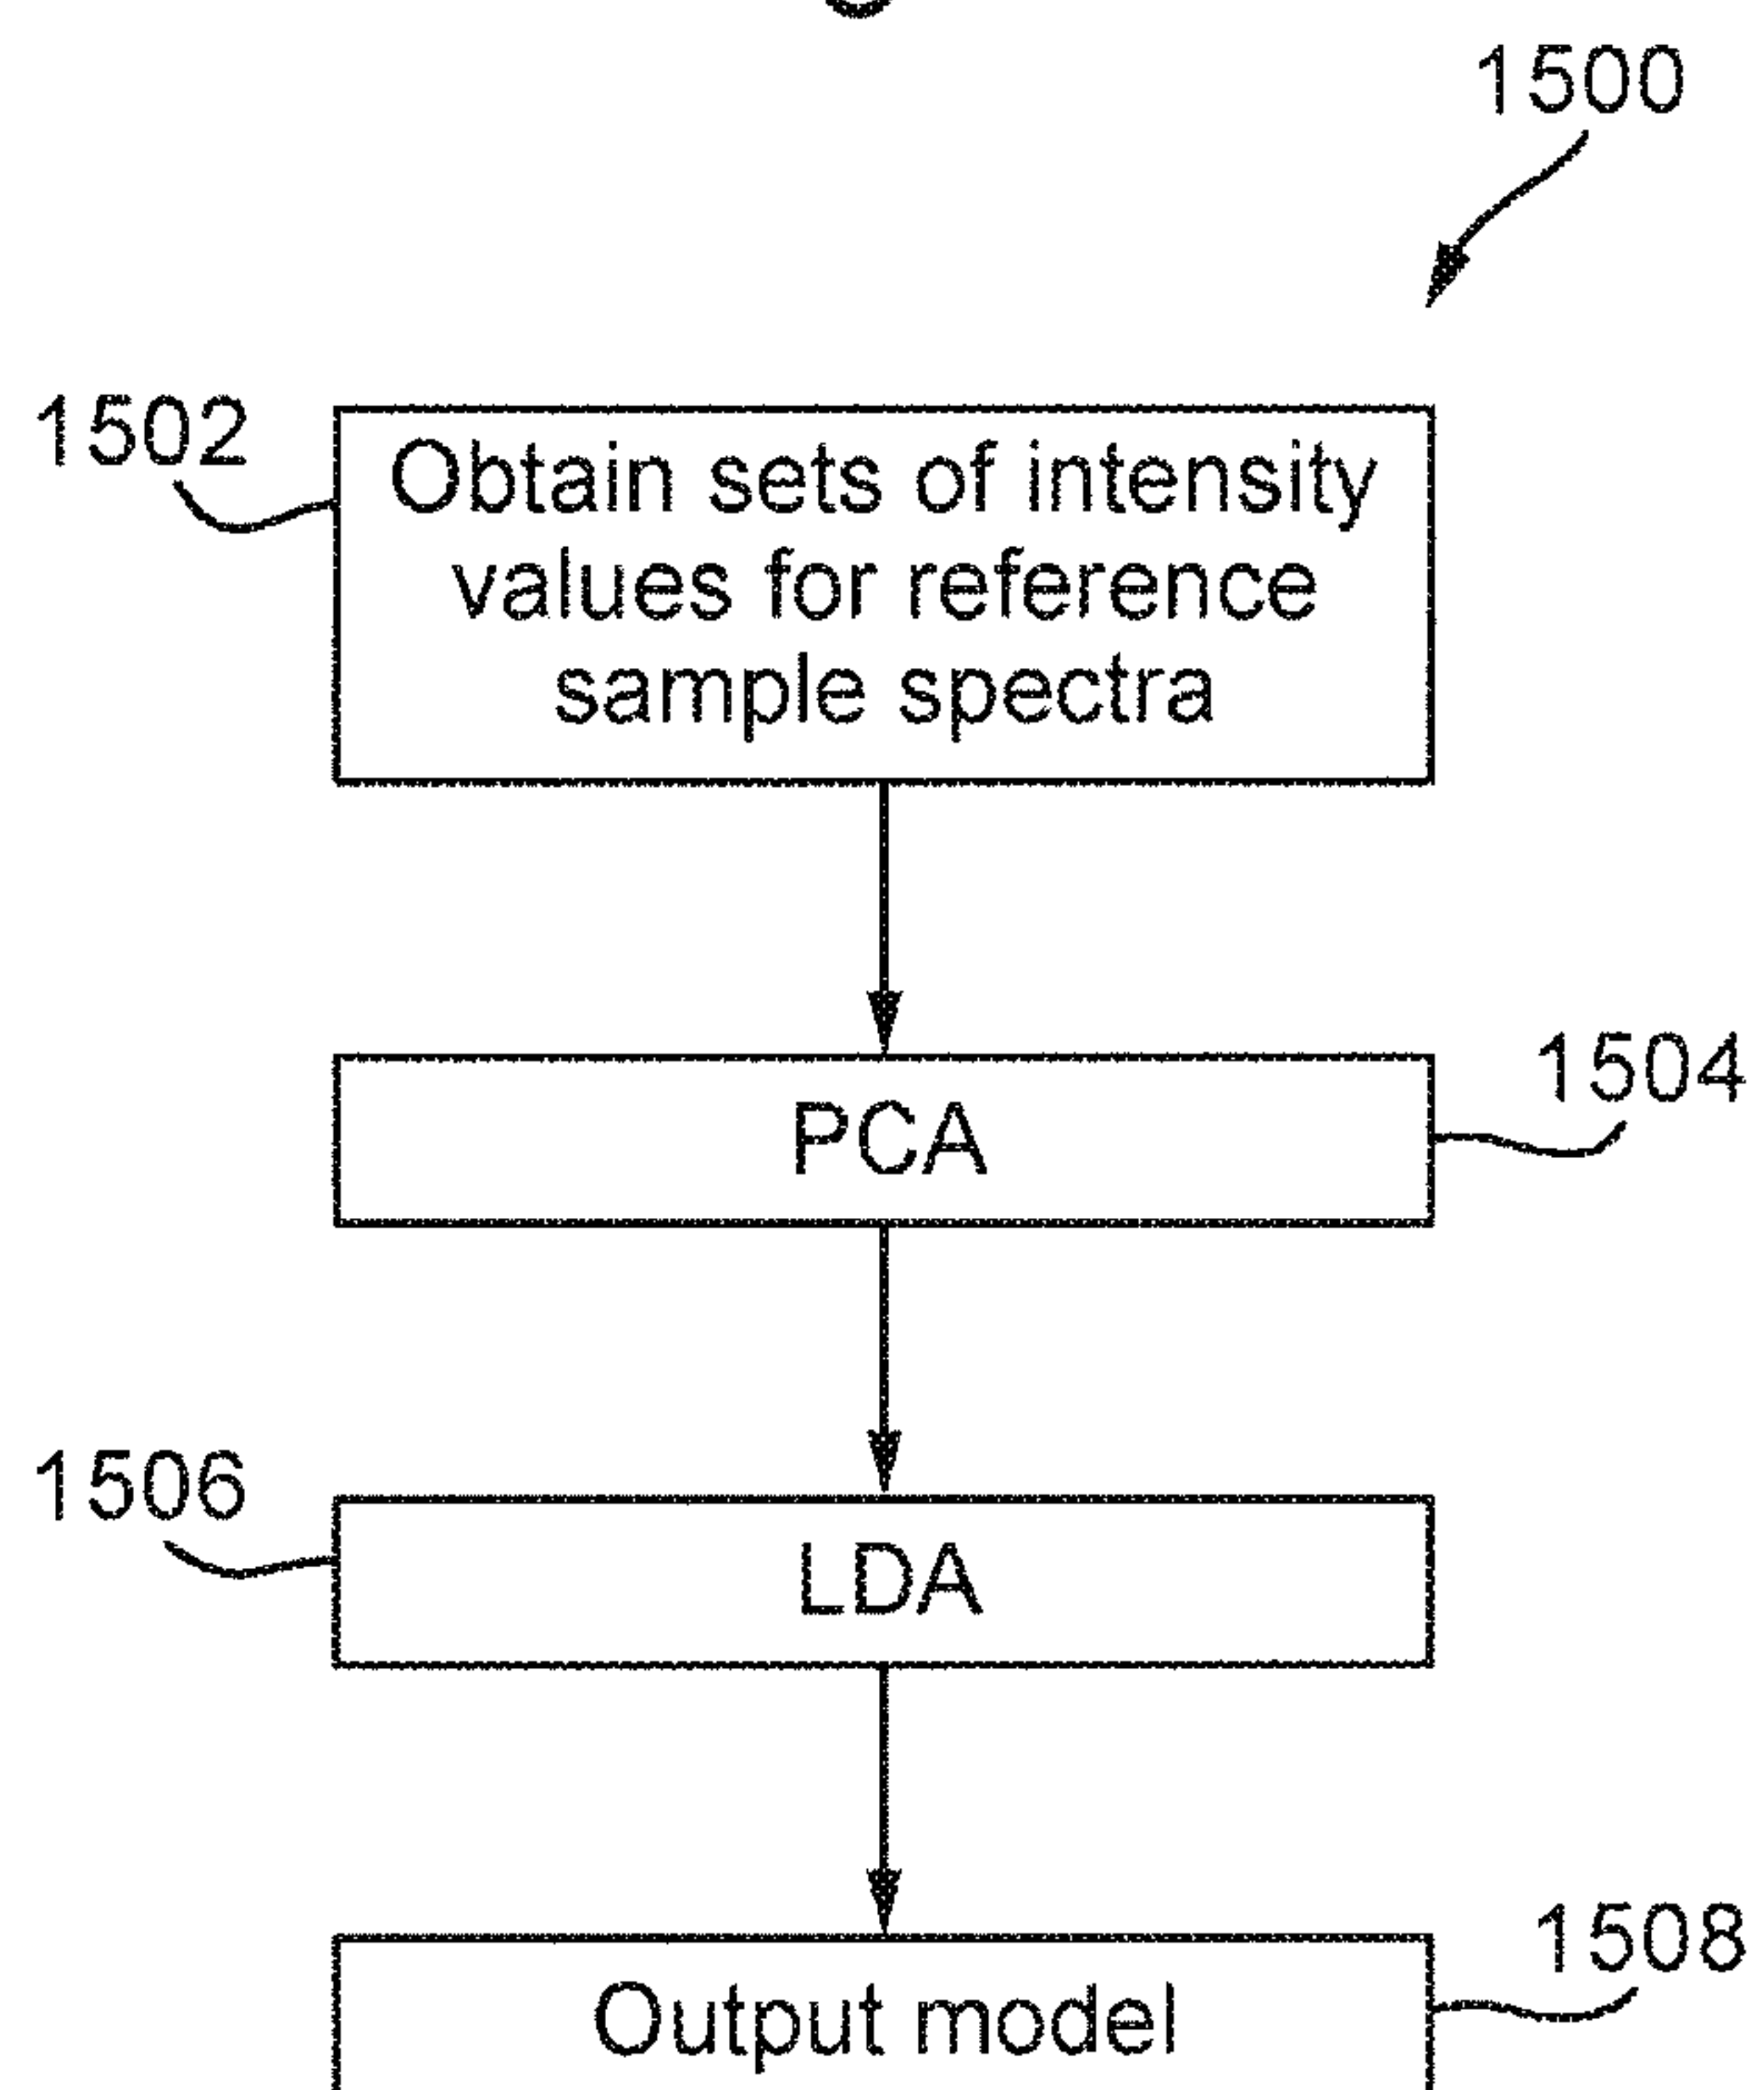 1500
1502
Obtain sets of intensity
values for reference
sample spectra
PCA
1504
1506
LDA
1508
Output model